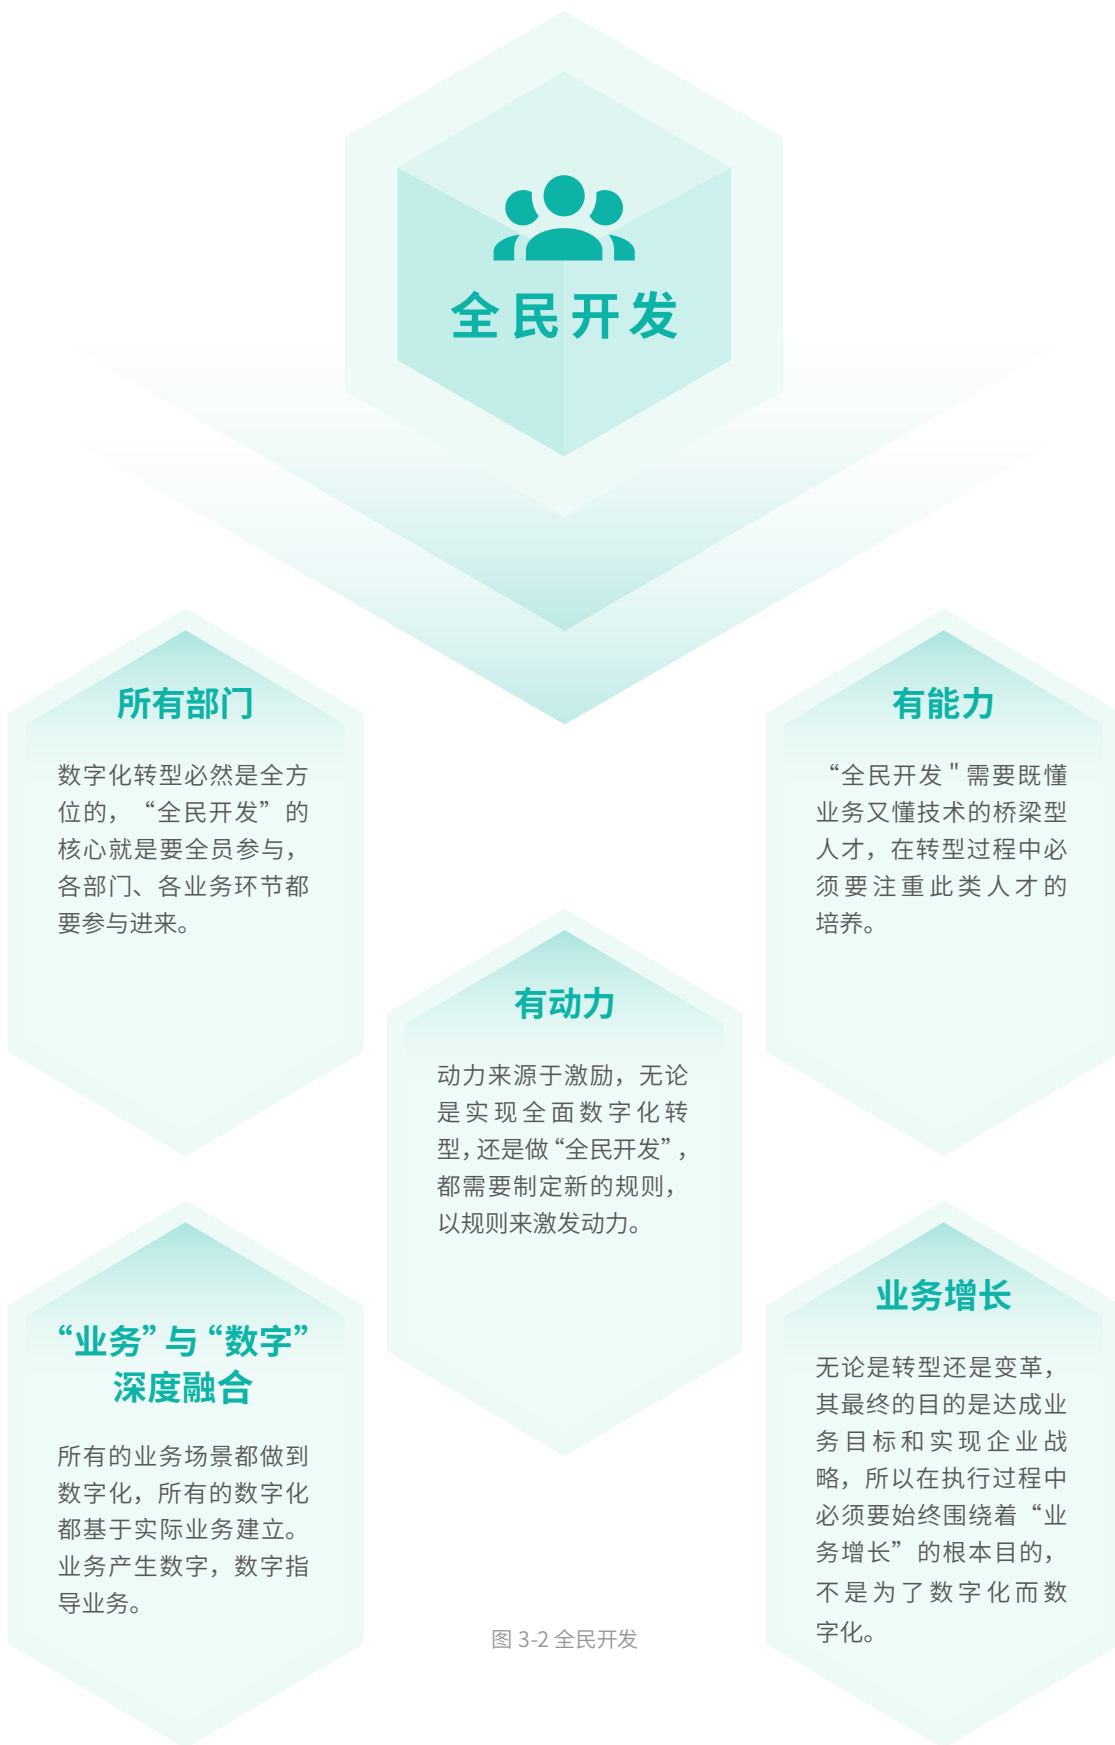 全民开发
所有部门
数字化转型必然是全方
位的，“全民开发”的
核心就是要全员参与，
各部门、各业务环节都
要参与进来。
有能力
“全民开发＂需要既懂
业务又懂技术的桥梁型
人才，在转型过程中必
须要注重此类人才的
培养。
有动力
动力来源于激励，无论
是实现全面数字化转
型，还是做“全民开发”，
都需要制定新的规则，
以规则来激发动力。
“业务”与“数字”
深度融合
所有的业务场景都做到
数字化，所有的数字化
都基于实际业务建立。
业务产生数字，数字指
导业务。
业务增长
无论是转型还是变革，
其最终的目的是达成业
务目标和实现企业战
略，所以在执行过程中
必须要始终围绕着“业
务增长”的根本目的，
不是为了数字化而数
字化。
图 3-2 全民开发